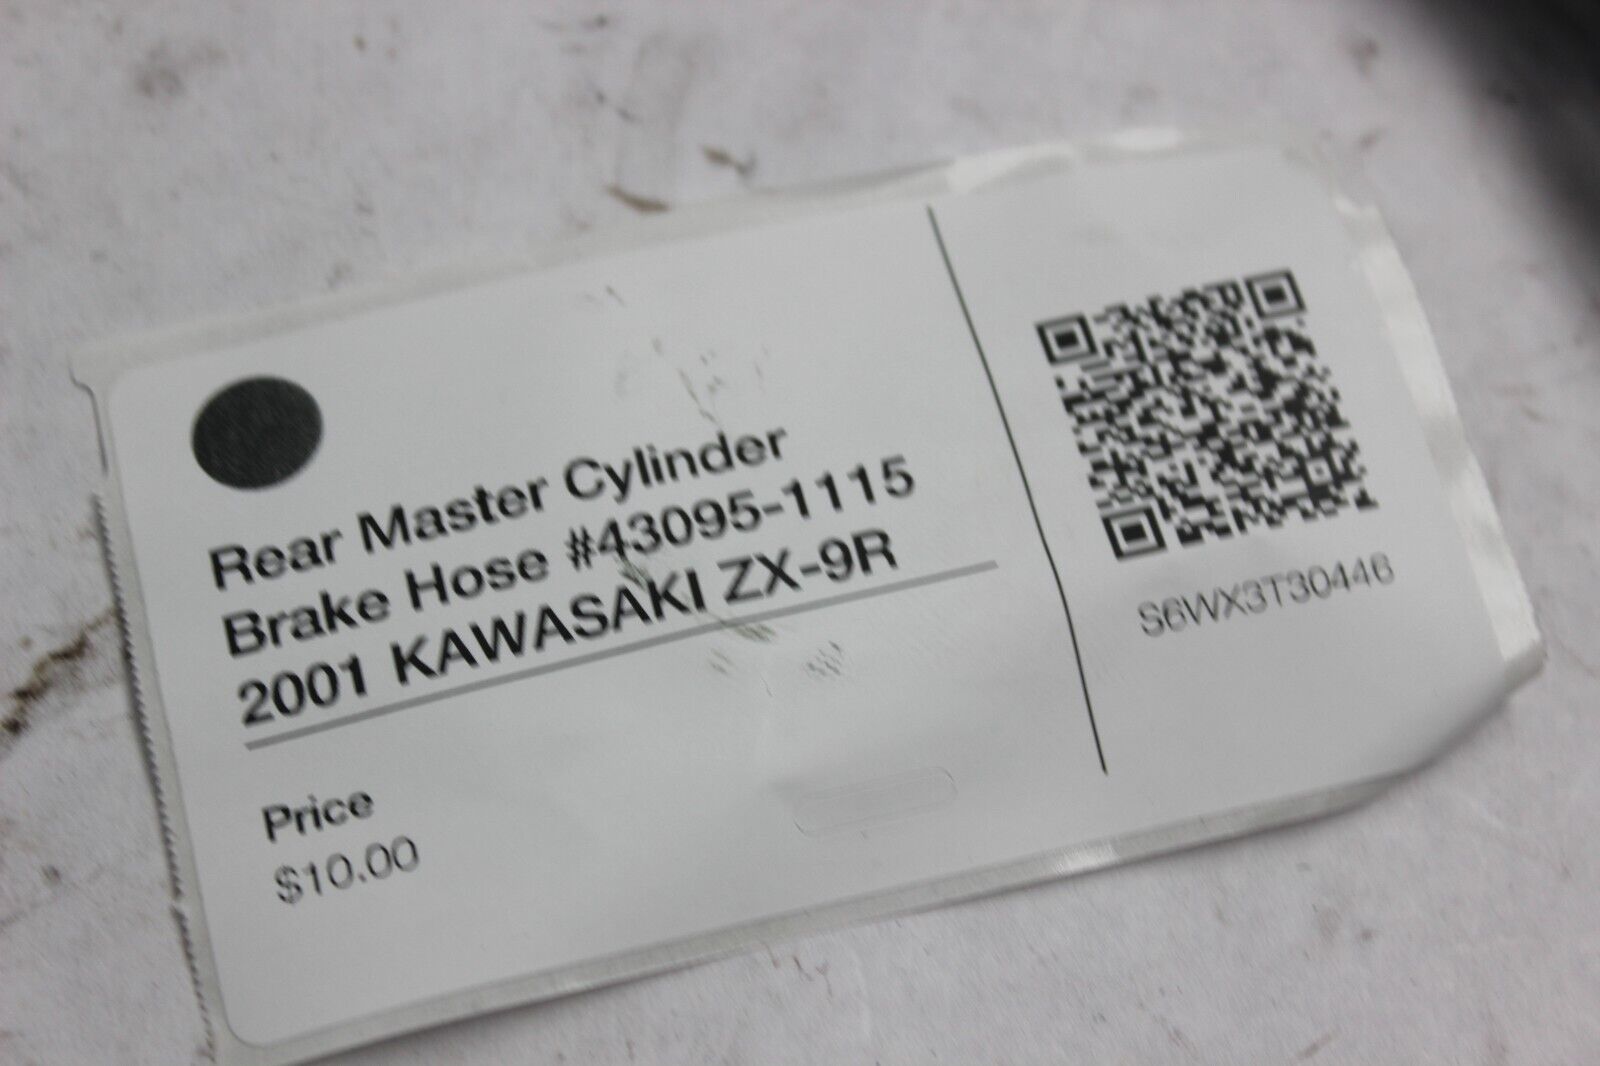 Rear Master Cylinder
Brake Hose #43095-1115
2001 KAWASAKI ZX-9R
Price
$10.00
S6WX3T30446